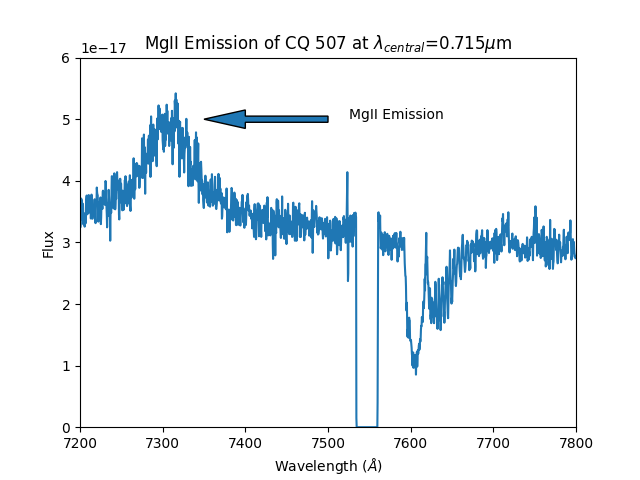 MgII Emission of CQ 507 at λcentral=0.715μm
1e−17
6
5
4
3
2
1
0
Flux
MgII Emission
7200 7300 7400 7500 7600 7700 7800
Wavelength (Å)